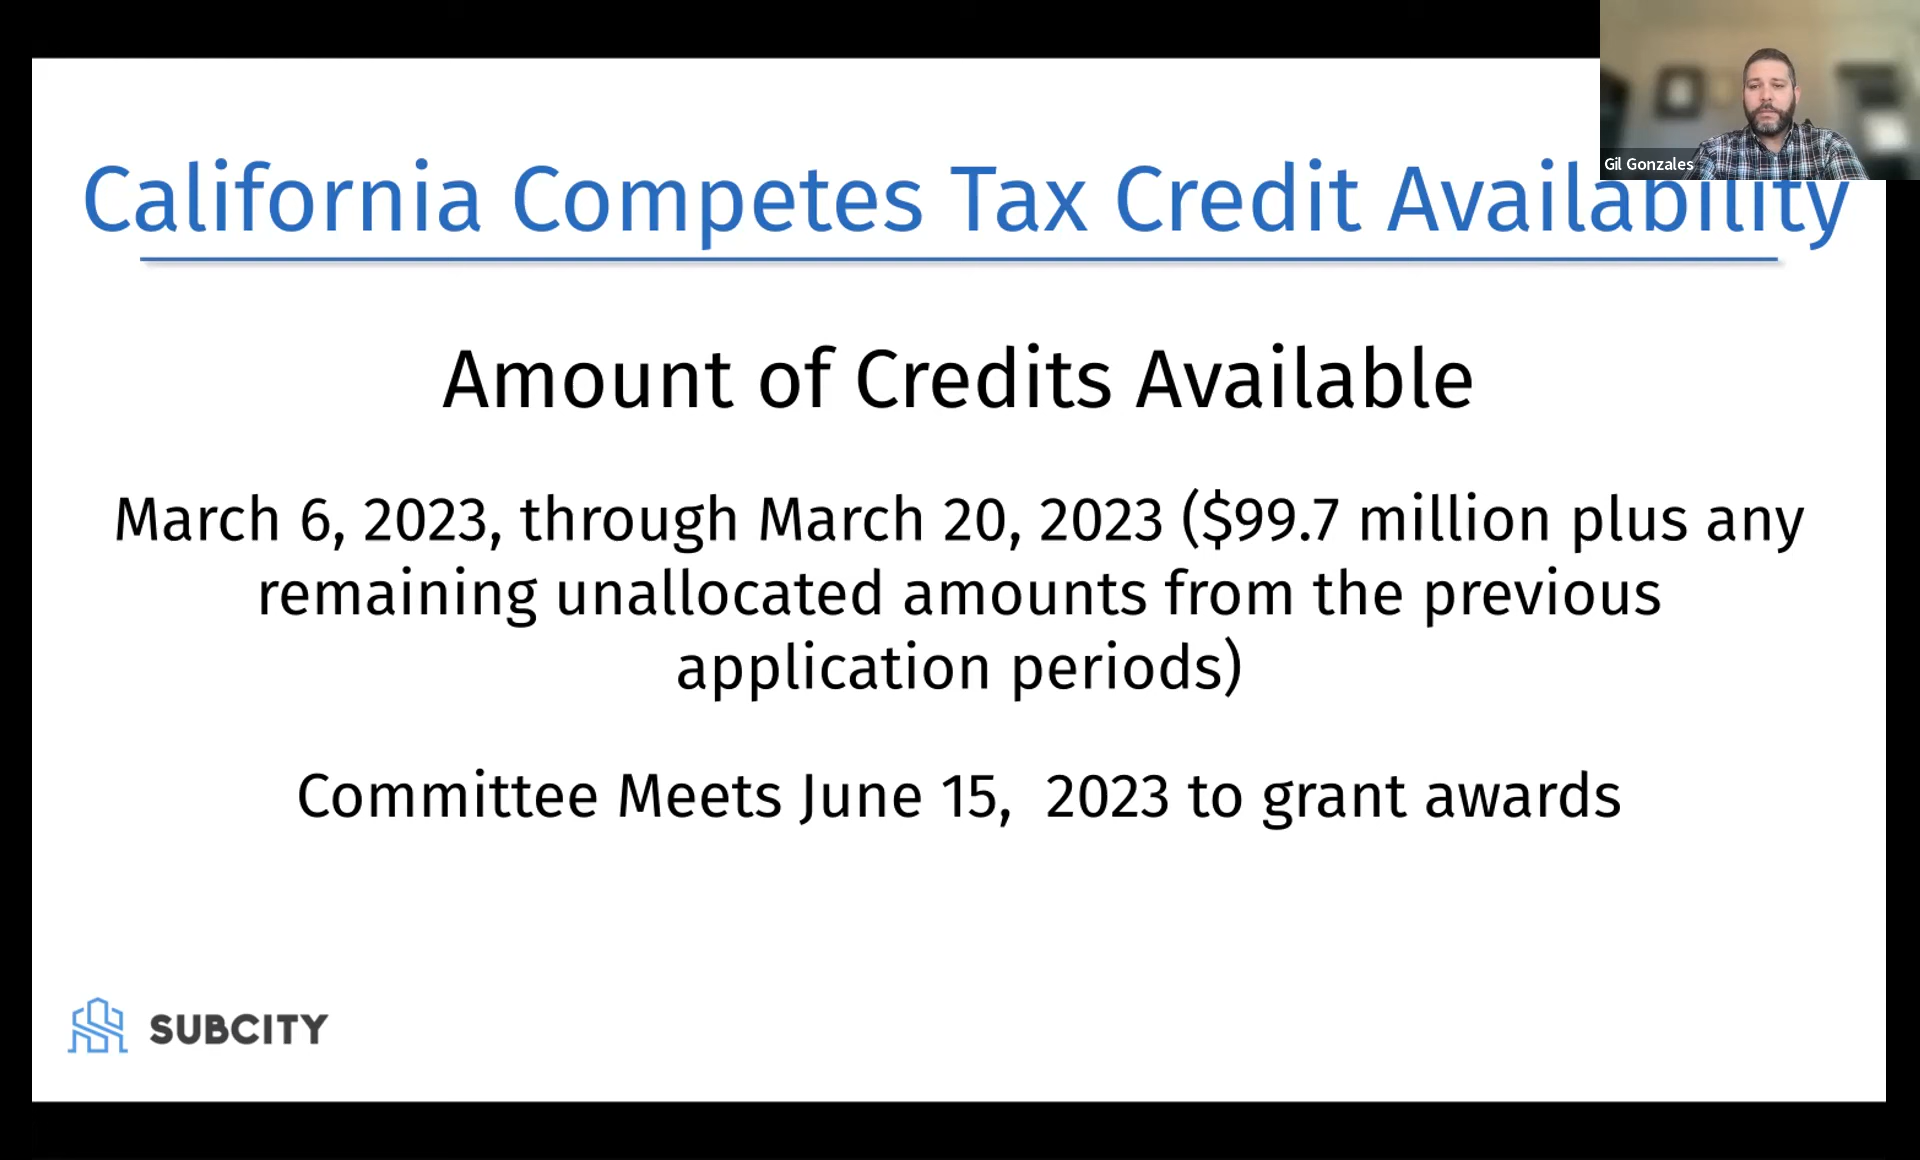 Gil Gonzales
California Competes Tax Credit Availability
Amount of Credits Available
March 6, 2023, through March 20, 2023 ($99.7 million plus any
remaining unallocated amounts from the previous
application periods)
Committee Meets June 15,  2023 to grant awards
SUBCITY